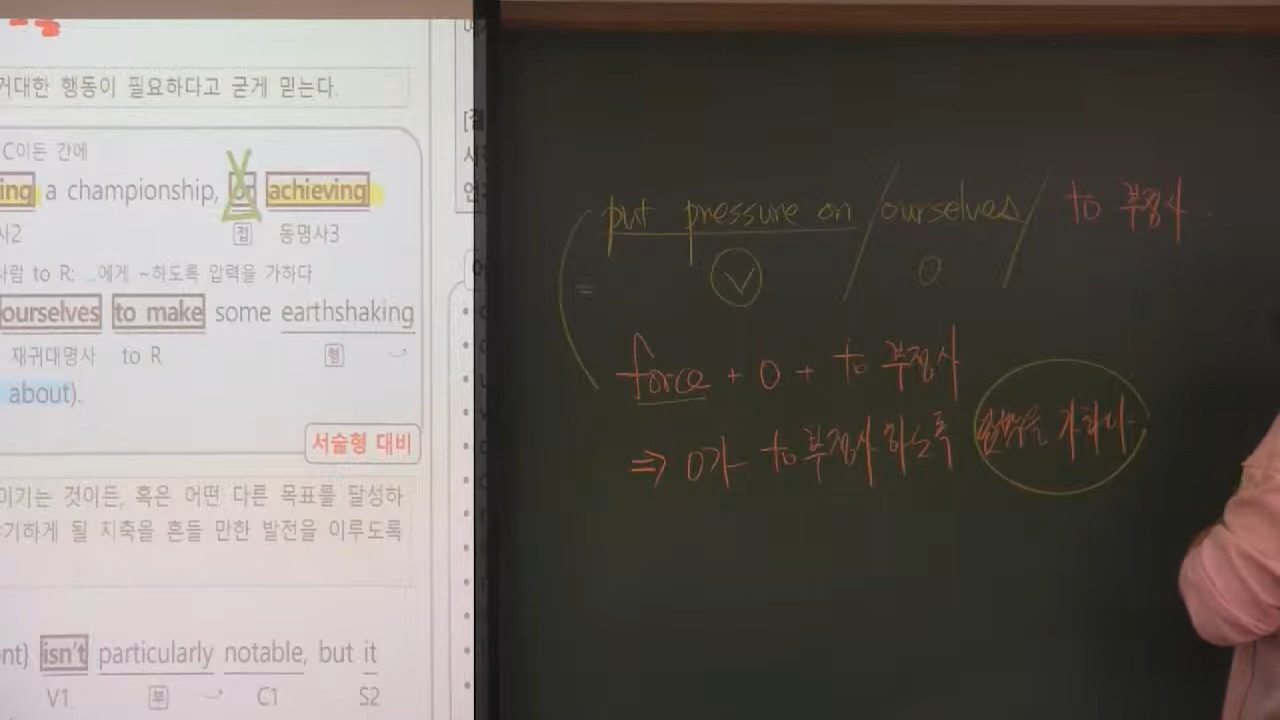 거대한 행동이 필요하다고 굳게 믿는다.
C이든 간에
ing a championship, or achieving
사2 접 동명사3
사람 to R: …에게 ~하도록 압력을 가하다
ourselves to make some earthshaking
재귀대명사 to R 형
about).
서술형 대비
이기는 것이든, 혹은 어떤 다른 목표를 달성하
기하게 될 지축을 흔들 만한 발전을 이루도록
nt) isn't particularly notable, but it
V1 부 C1 S2
put pressure on / ourselves / to 부정사
V O
=
force + O + to 부정사
⇒ O가 to부정사 하도록 압력을 가하다